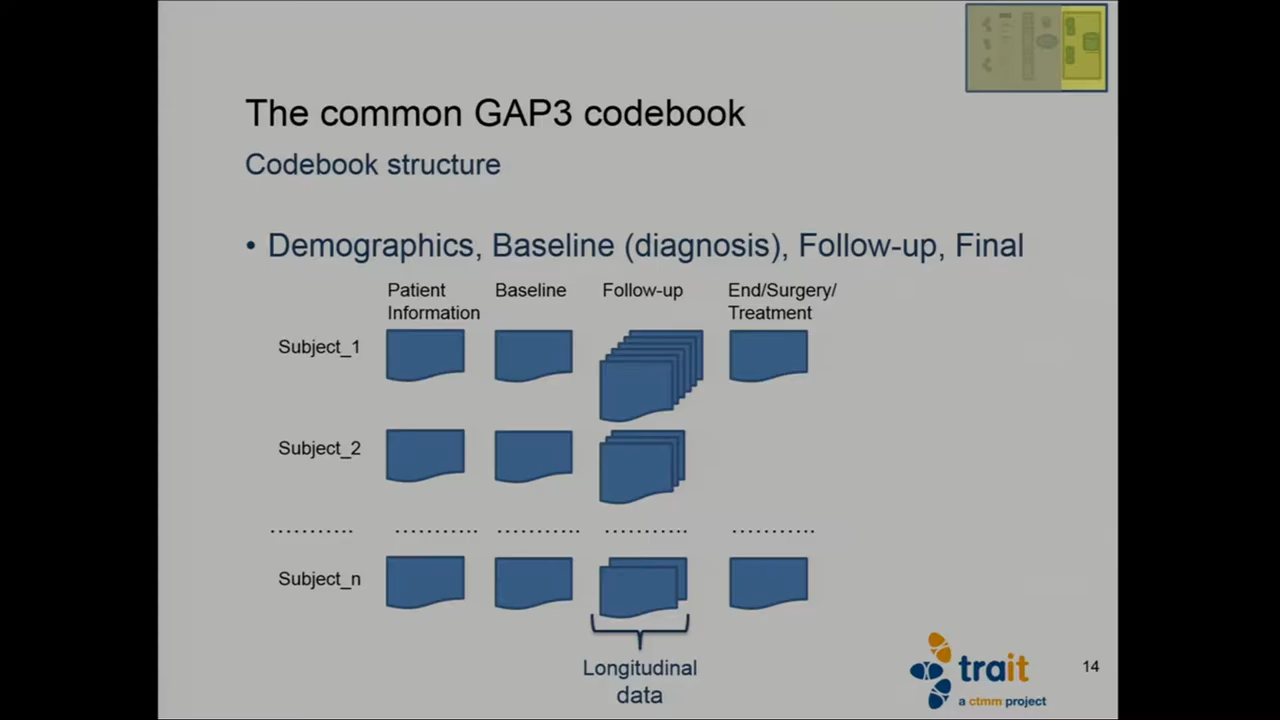 The common GAP3 codebook
Codebook structure
• Demographics, Baseline (diagnosis), Follow-up, Final
Patient Information
Baseline
Follow-up
End/Surgery/
Treatment
Subject_1
Subject_2
...........
...........
...........
...........
...........
Subject_n
Longitudinal
data
trait
a ctmm project
14